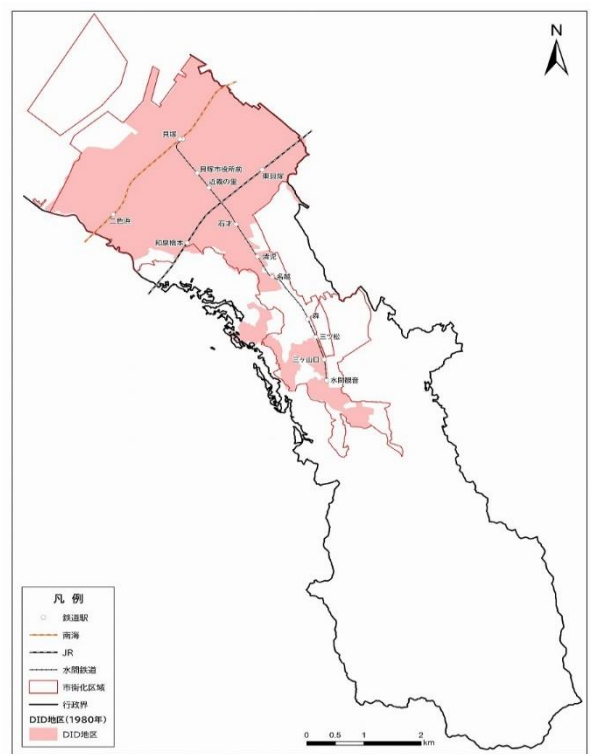 N
貝塚
貝塚市役所前
近義の里
東貝塚
石才
二色浜
和泉橋本
清児
名越
森
三ツ松
三ケ山口
水間観音
凡 例
鉄道駅
南海
JR
水間鉄道
市街化区域
行政界
DID地区(1980年)
DID地区
0 0.5 1 2
km